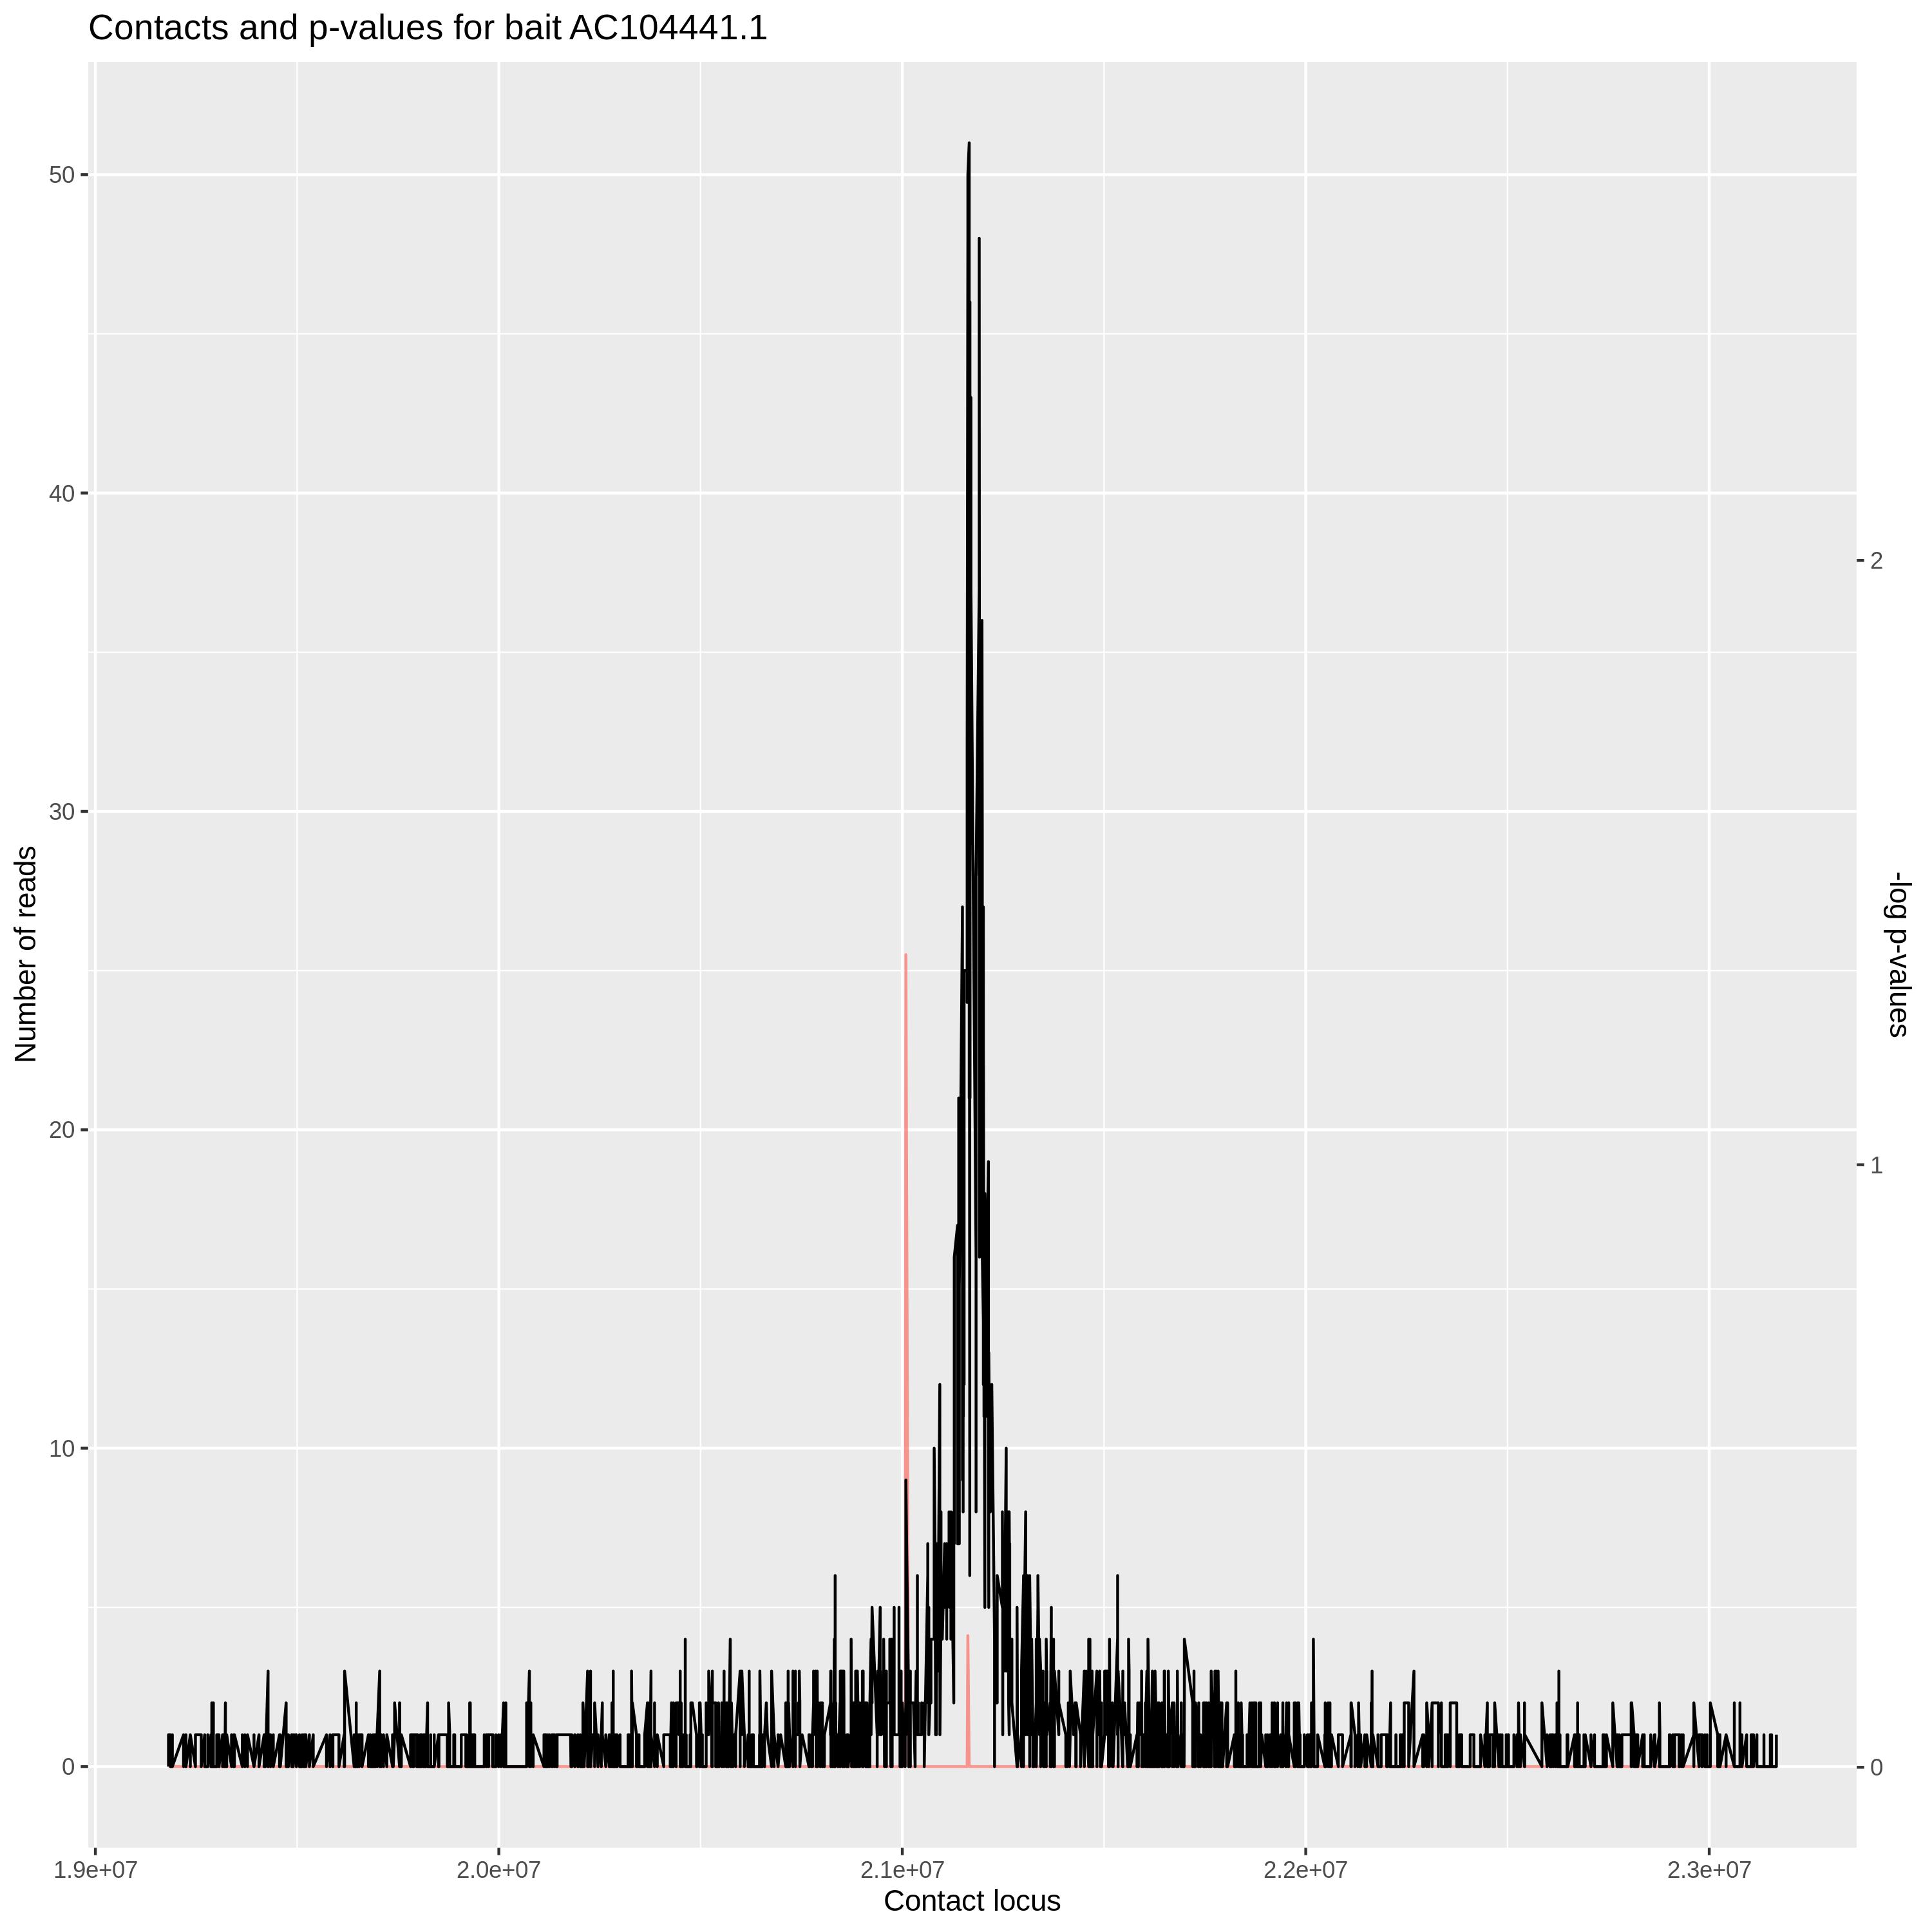 Contacts and p-values for bait AC104441.1
50
40
30
20
10
0
Number of reads
2
1
0
-log p-values
1.9e+07 2.0e+07 2.1e+07 2.2e+07 2.3e+07
Contact locus